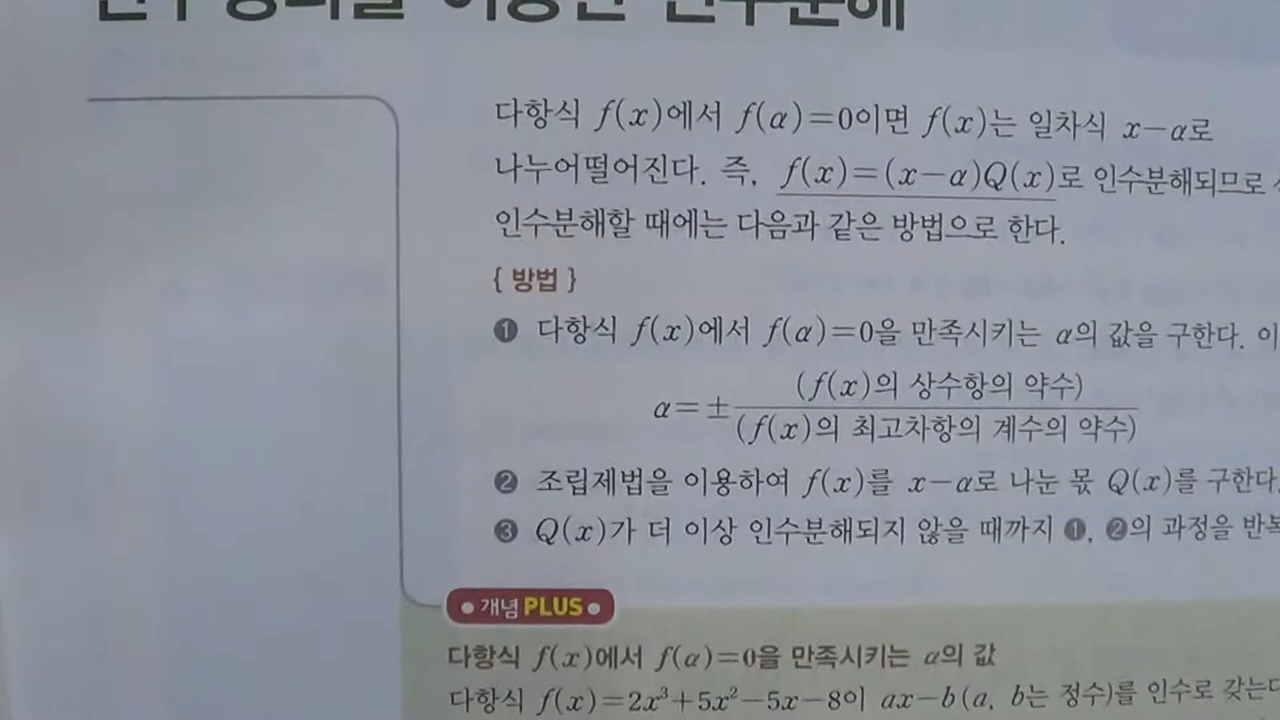 인수분해
다항식 f(x)에서 f(α)=0이면 f(x)는 일차식 x-α로
나누어떨어진다. 즉, f(x)=(x-α)Q(x)로 인수분해되므로
인수분해할 때에는 다음과 같은 방법으로 한다.
{ 방법 }
❶ 다항식 f(x)에서 f(α)=0을 만족시키는 α의 값을 구한다. 이
α=± (f(x)의 상수항의 약수) / (f(x)의 최고차항의 계수의 약수)
❷ 조립제법을 이용하여 f(x)를 x-α로 나눈 몫 Q(x)를 구한다.
❸ Q(x)가 더 이상 인수분해되지 않을 때까지 ❶, ❷의 과정을
● 개념 PLUS ●
다항식 f(x)에서 f(α)=0을 만족시키는 α의 값
다항식 f(x)=2x³+5x²-5x-8이 ax-b(a, b는 정수)를 인수로 갖는다